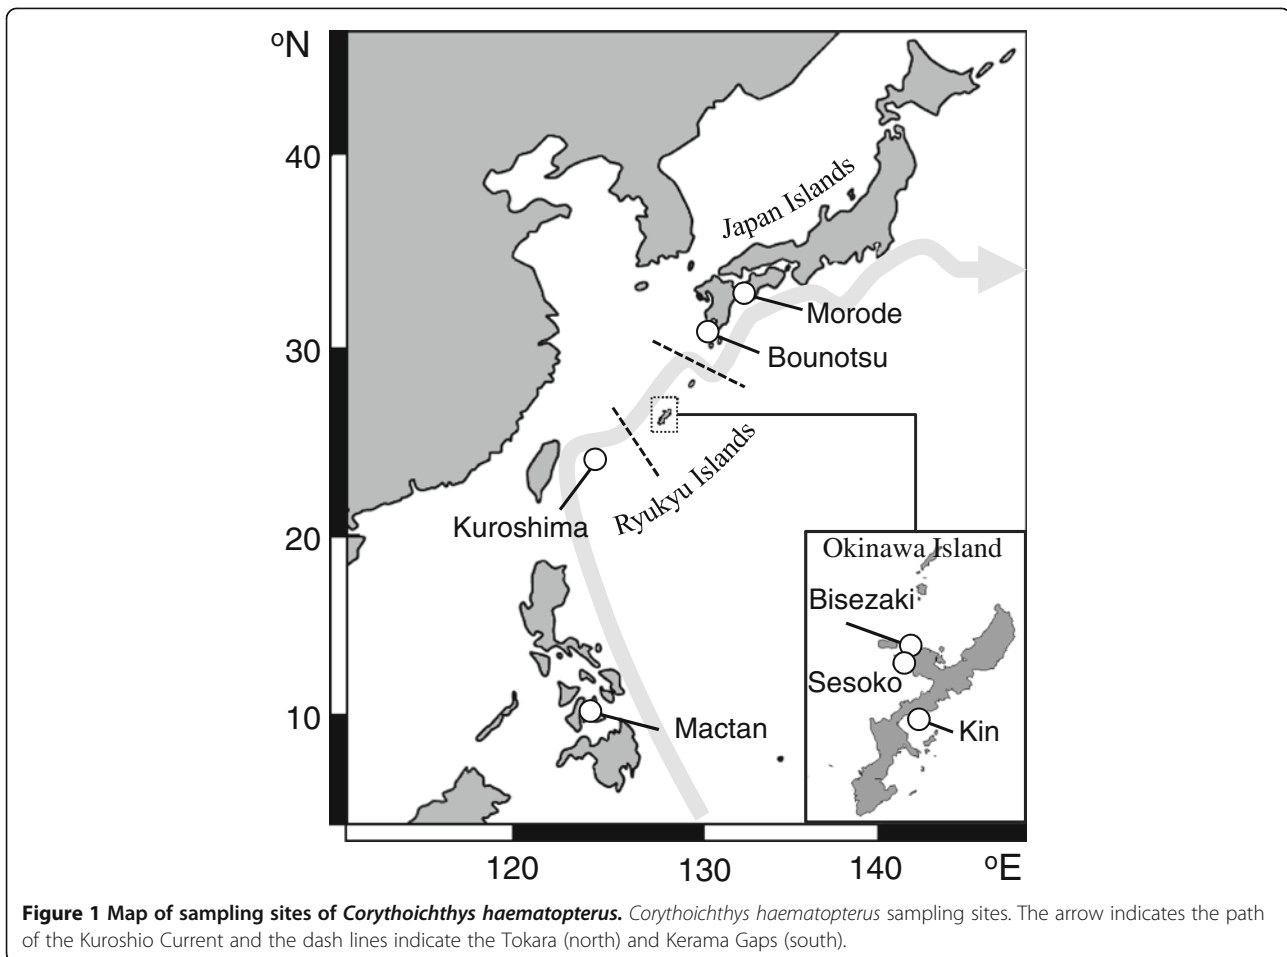 oN
40
Japan Islands
Morode
30
Bounotsu
Ryukyu Islands
Kuroshima
20
Okinawa Island
Bisezaki
Sesoko
10
Mactan
Kin
120
130
140
oE
Figure 1 Map of sampling sites of Corythoichthys haematopterus. Corythoichthys haematopterus sampling sites. The arrow indicates the path
of the Kuroshio Current and the dash lines indicate the Tokara (north) and Kerama Gaps (south).